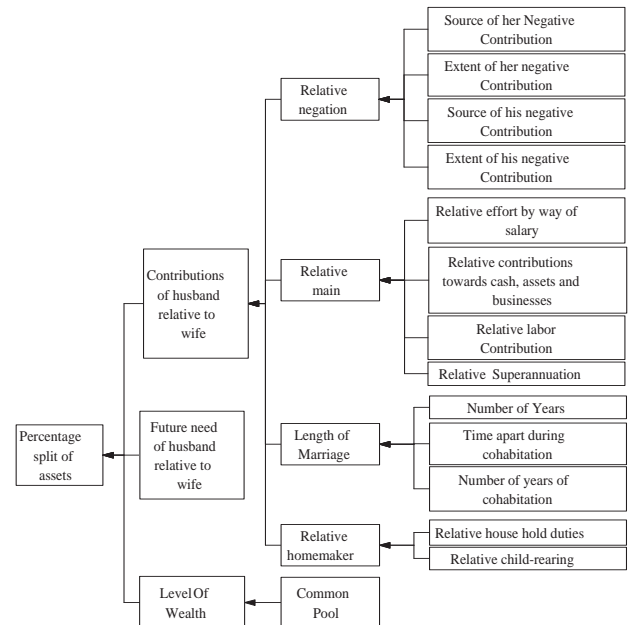 Percentage
split of
assets
Contributions
of husband
relative to
wife
Future need
of husband
relative to
wife
Level Of
Wealth
Relative
negation
Relative
main
Length of
Marriage
Relative
homemaker
Common
Pool
Source of her Negative
Contribution
Extent of her negative
Contribution
Source of his negative
Contribution
Extent of his negative
Contribution
Relative effort by way of
salary
Relative contributions
towards cash, assets and
businesses
Relative labor
Contribution
Relative Superannuation
Number of Years
Time apart during
cohabitation
Number of years of
cohabitation
Relative house hold duties
Relative child-rearing